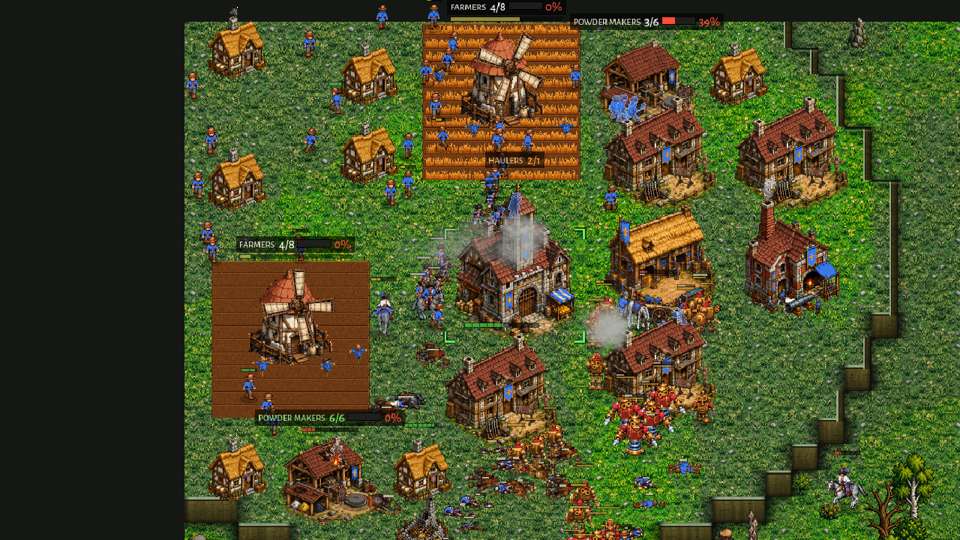 FARMERS 4/8 0%
POWDER MAKERS 3/6 39%
HAULERS 2/1
FARMERS 4/8 0%
POWDER MAKERS 6/6 0%